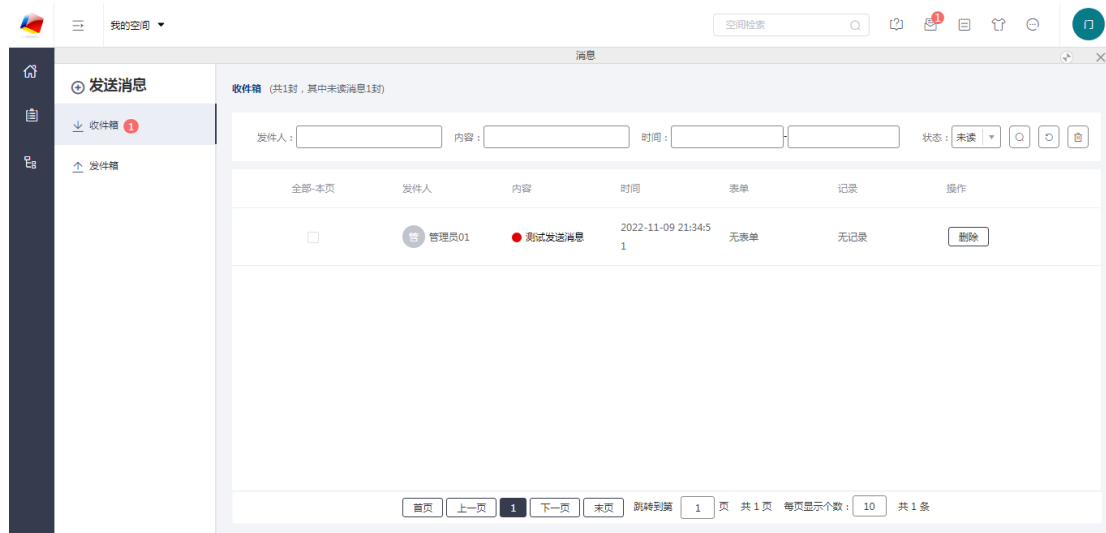 我的空间
空间检索
1
门
消息
发送消息
收件箱 1
发件箱
收件箱 (共1封，其中未读消息1封)
发件人：
内容：
时间：
-
状态：
未读
全部-本页 发件人 内容 时间 表单 记录 操作
管 管理员01 测试发送消息 2022-11-09 21:34:5
1
无表单 无记录 删除
首页 上一页 1 下一页 末页 跳转到第 1 页 共 1 页 每页显示个数： 10 共 1 条